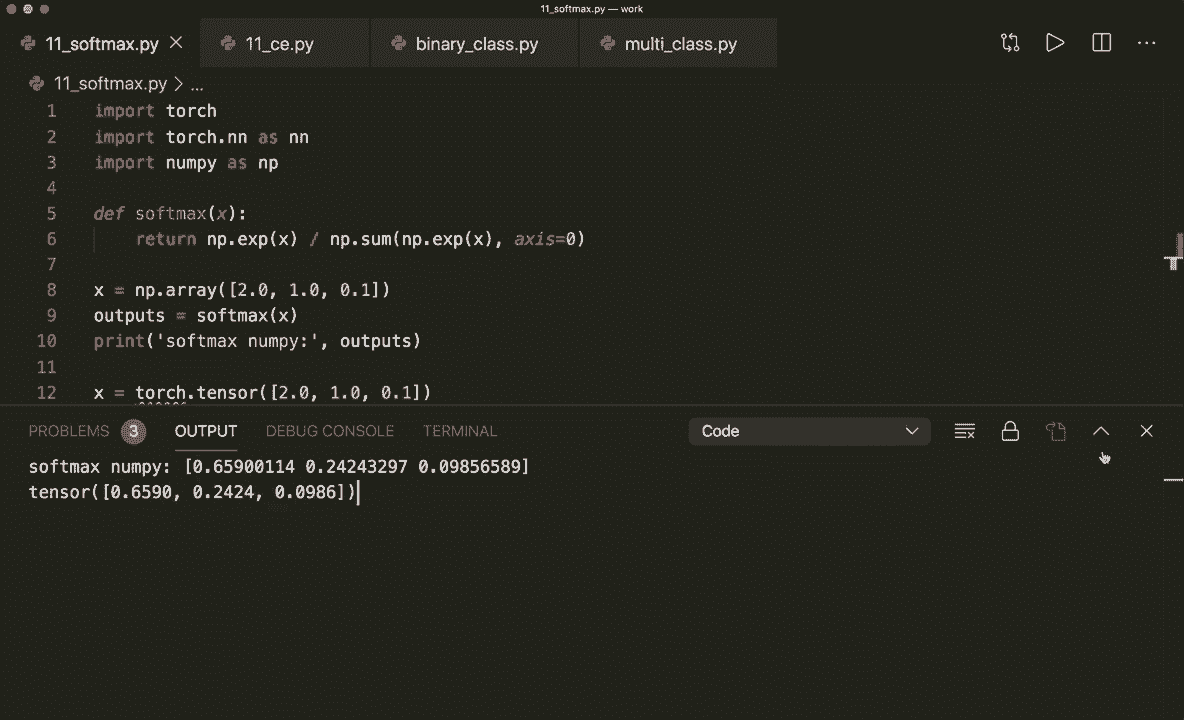 11_softmax.py — work
11_softmax.py 11_ce.py binary_class.py multi_class.py
11_softmax.py > ...
1 import torch
2 import torch.nn as nn
3 import numpy as np
4
5 def softmax(x):
6 return np.exp(x) / np.sum(np.exp(x), axis=0)
7
8 x = np.array([2.0, 1.0, 0.1])
9 outputs = softmax(x)
10 print('softmax numpy:', outputs)
11
12 x = torch.tensor([2.0, 1.0, 0.1])
PROBLEMS 3 OUTPUT DEBUG CONSOLE TERMINAL Code
softmax numpy: [0.65900114 0.24243297 0.09856589]
tensor([0.6590, 0.2424, 0.0986])